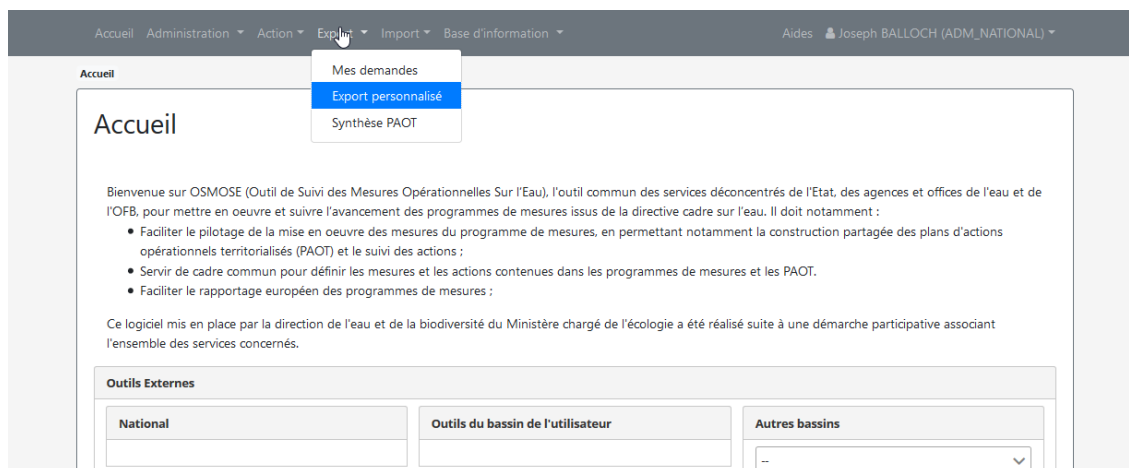 Accueil Administration Action Export Import Base d'information Aides Joseph BALLOCH (ADM_NATIONAL)
Mes demandes
Export personnalisé
Synthèse PAOT
Accueil
Accueil
Bienvenue sur OSMOSE (Outil de Suivi des Mesures Opérationnelles Sur l'Eau), l'outil commun des services déconcentrés de l'Etat, des agences et offices de l'eau et de
l'OFB, pour mettre en oeuvre et suivre l'avancement des programmes de mesures issus de la directive cadre sur l'eau. Il doit notamment :
• Faciliter le pilotage de la mise en oeuvre des mesures du programme de mesures, en permettant notamment la construction partagée des plans d'actions
opérationnels territorialisés (PAOT) et le suivi des actions ;
• Servir de cadre commun pour définir les mesures et les actions contenues dans les programmes de mesures et les PAOT.
• Faciliter le rapportage européen des programmes de mesures ;
Ce logiciel mis en place par la direction de l'eau et de la biodiversité du Ministère chargé de l'écologie a été réalisé suite à une démarche participative associant
l'ensemble des services concernés.
Outils Externes
National
Outils du bassin de l'utilisateur
Autres bassins
--